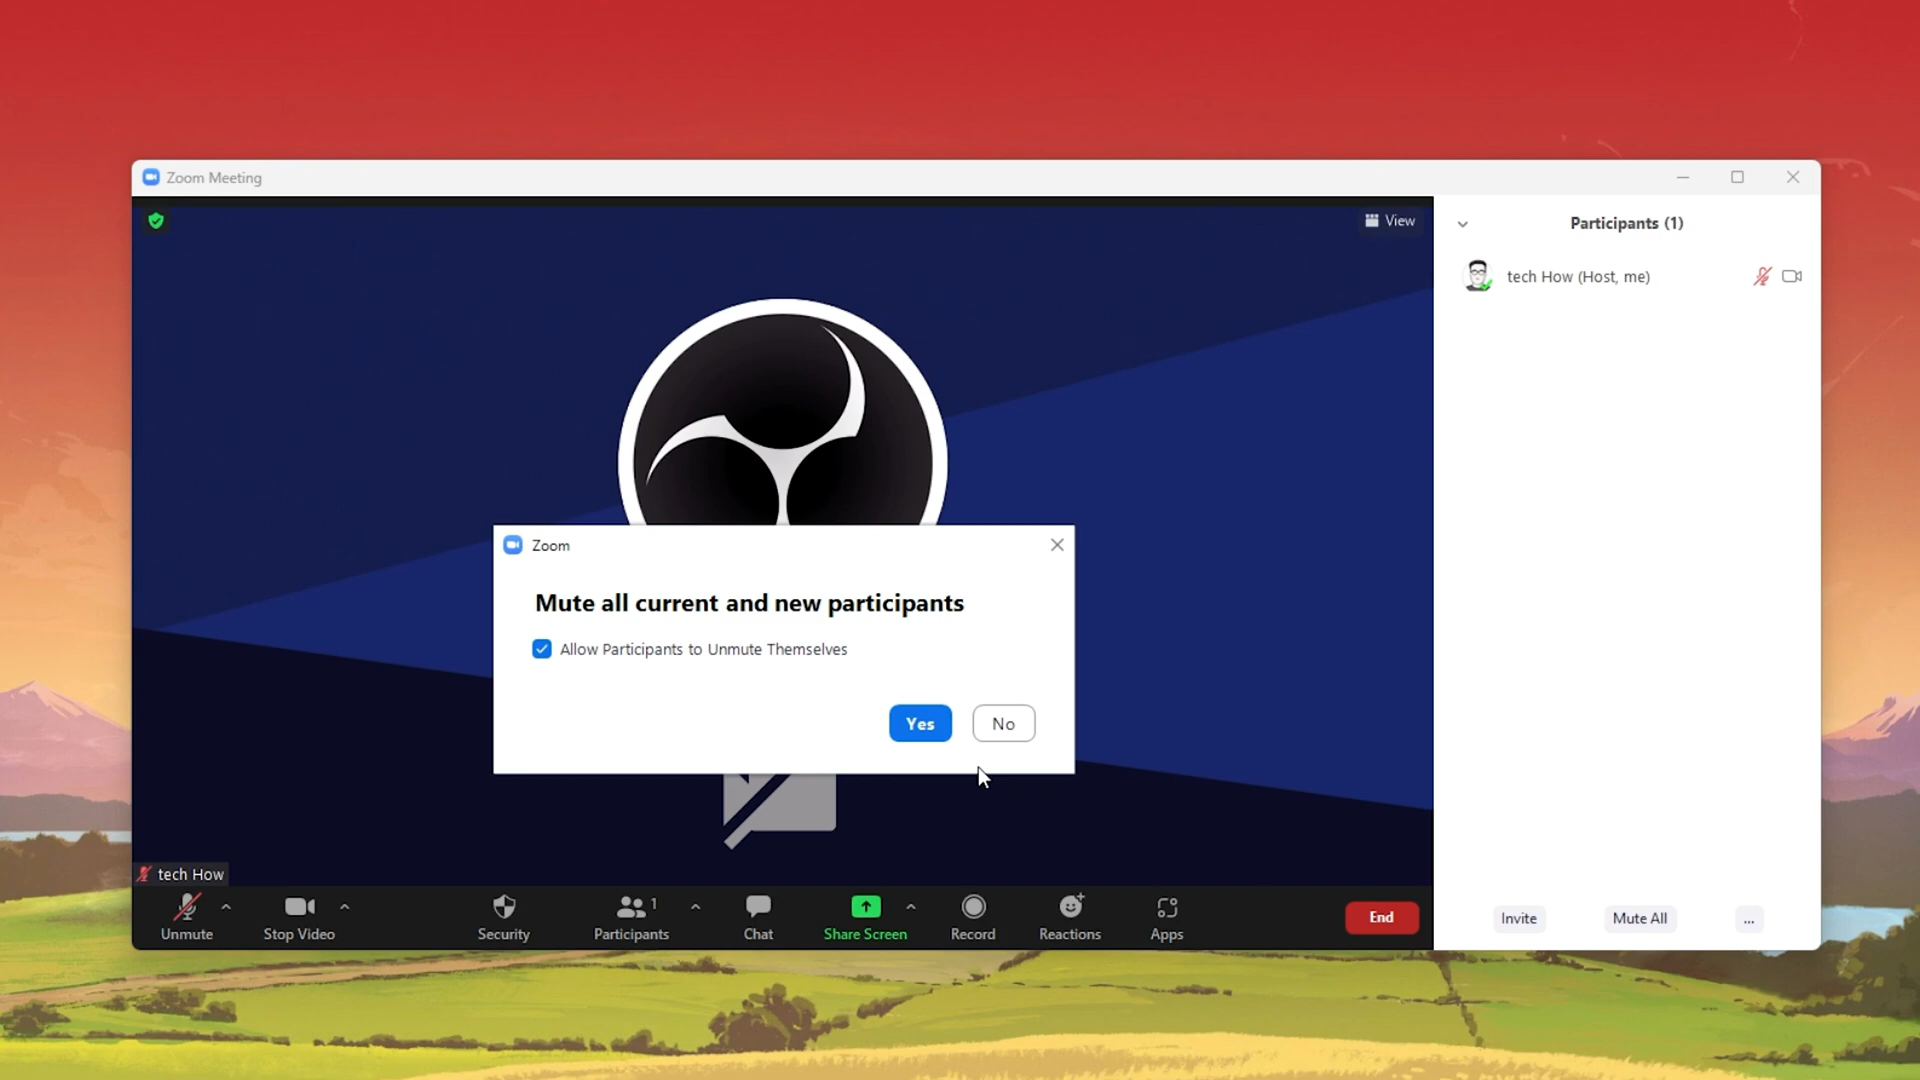 Zoom Meeting
View
Participants (1)
tech How (Host, me)
Zoom
Mute all current and new participants
Allow Participants to Unmute Themselves
Yes
No
tech How
1
Unmute
Stop Video
Security
Participants
Chat
Share Screen
Record
Reactions
Apps
End
Invite
Mute All
...